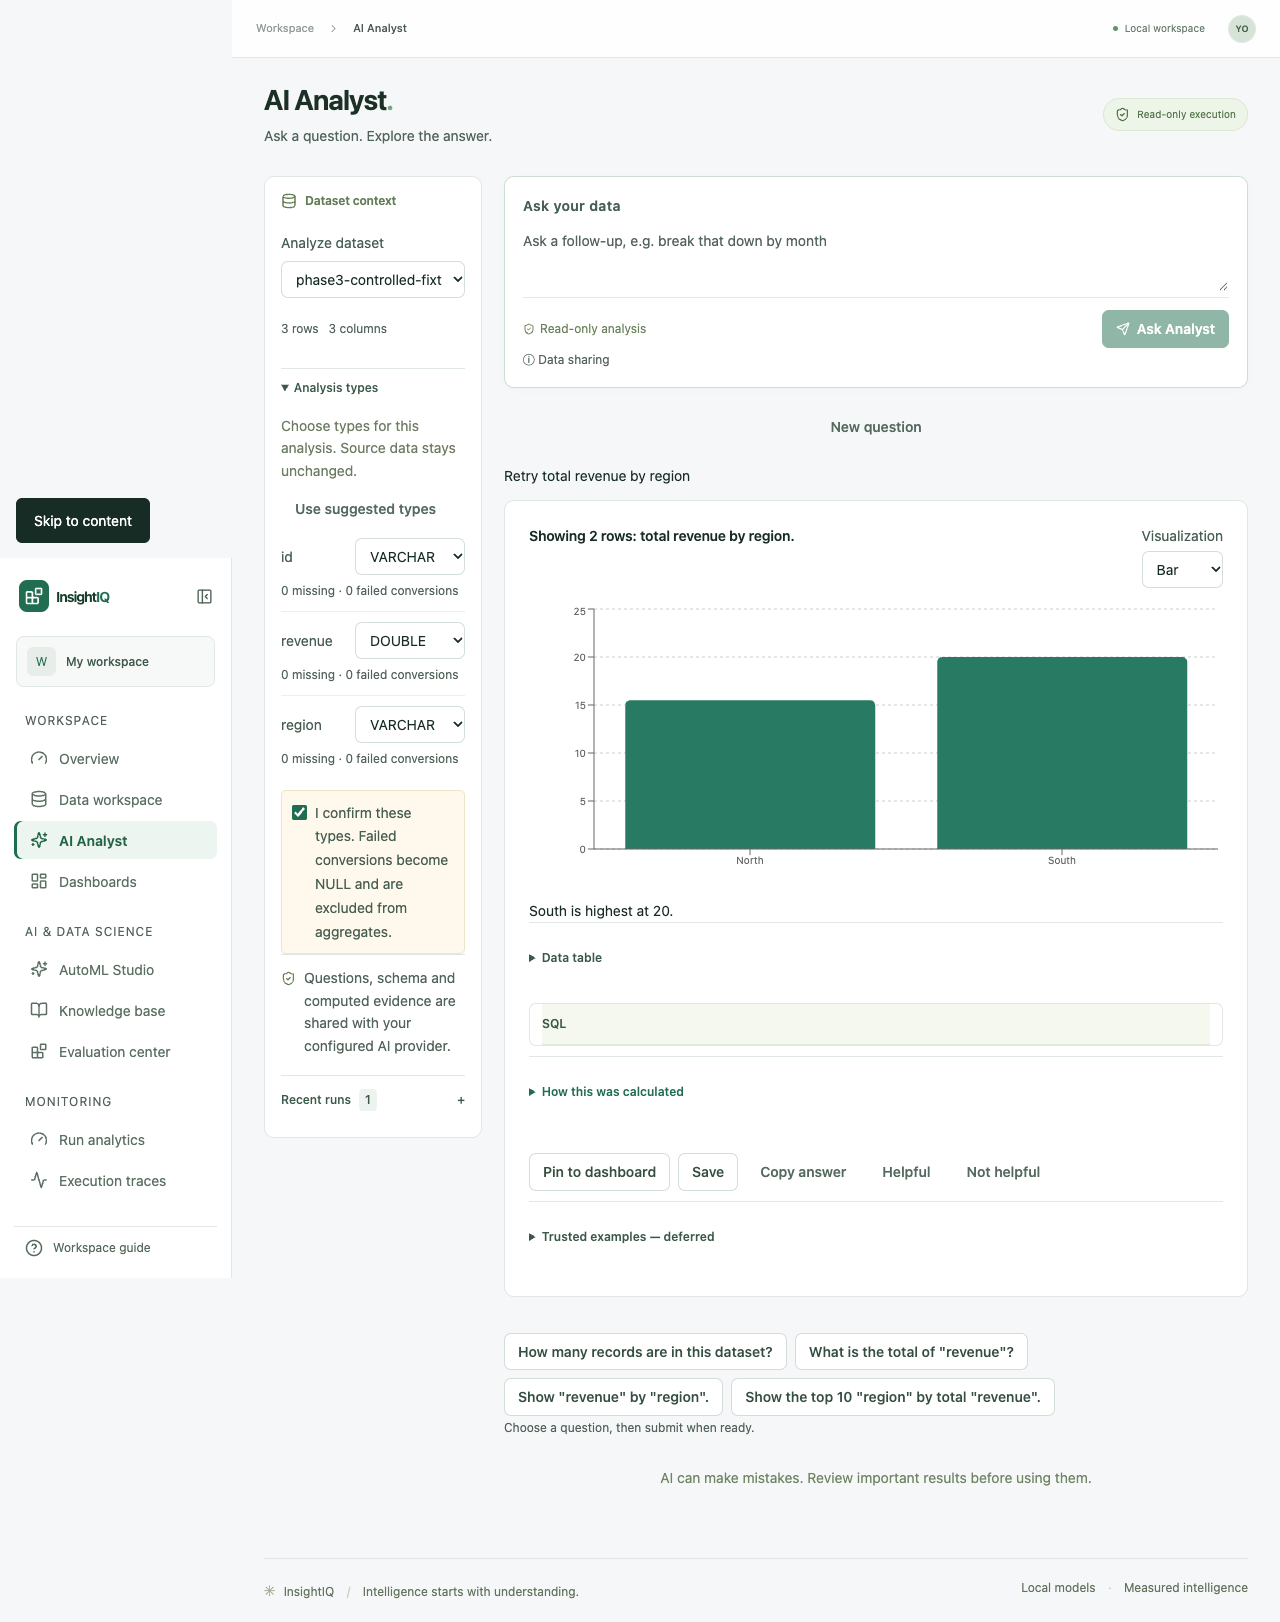 Workspace > AI Analyst
Local workspace
YO
AI Analyst.
Ask a question. Explore the answer.
Read-only execution
Skip to content
InsightIQ
W My workspace
WORKSPACE
Overview
Data workspace
AI Analyst
Dashboards
AI & DATA SCIENCE
AutoML Studio
Knowledge base
Evaluation center
MONITORING
Run analytics
Execution traces
Workspace guide
Dataset context
Analyze dataset
phase3-controlled-fixt
3 rows 3 columns
Analysis types
Choose types for this
analysis. Source data stays
unchanged.
Use suggested types
id VARCHAR
0 missing · 0 failed conversions
revenue DOUBLE
0 missing · 0 failed conversions
region VARCHAR
0 missing · 0 failed conversions
I confirm these
types. Failed
conversions become
NULL and are
excluded from
aggregates.
Questions, schema and
computed evidence are
shared with your
configured AI provider.
Recent runs 1 +
Ask your data
Ask a follow-up, e.g. break that down by month
Read-only analysis
Ask Analyst
Data sharing
New question
Retry total revenue by region
Showing 2 rows: total revenue by region.
Visualization
Bar
25
20
15
10
5
0
North South
South is highest at 20.
Data table
SQL
How this was calculated
Pin to dashboard Save Copy answer Helpful Not helpful
Trusted examples — deferred
How many records are in this dataset? What is the total of "revenue"?
Show "revenue" by "region". Show the top 10 "region" by total "revenue".
Choose a question, then submit when ready.
AI can make mistakes. Review important results before using them.
InsightIQ / Intelligence starts with understanding.
Local models · Measured intelligence